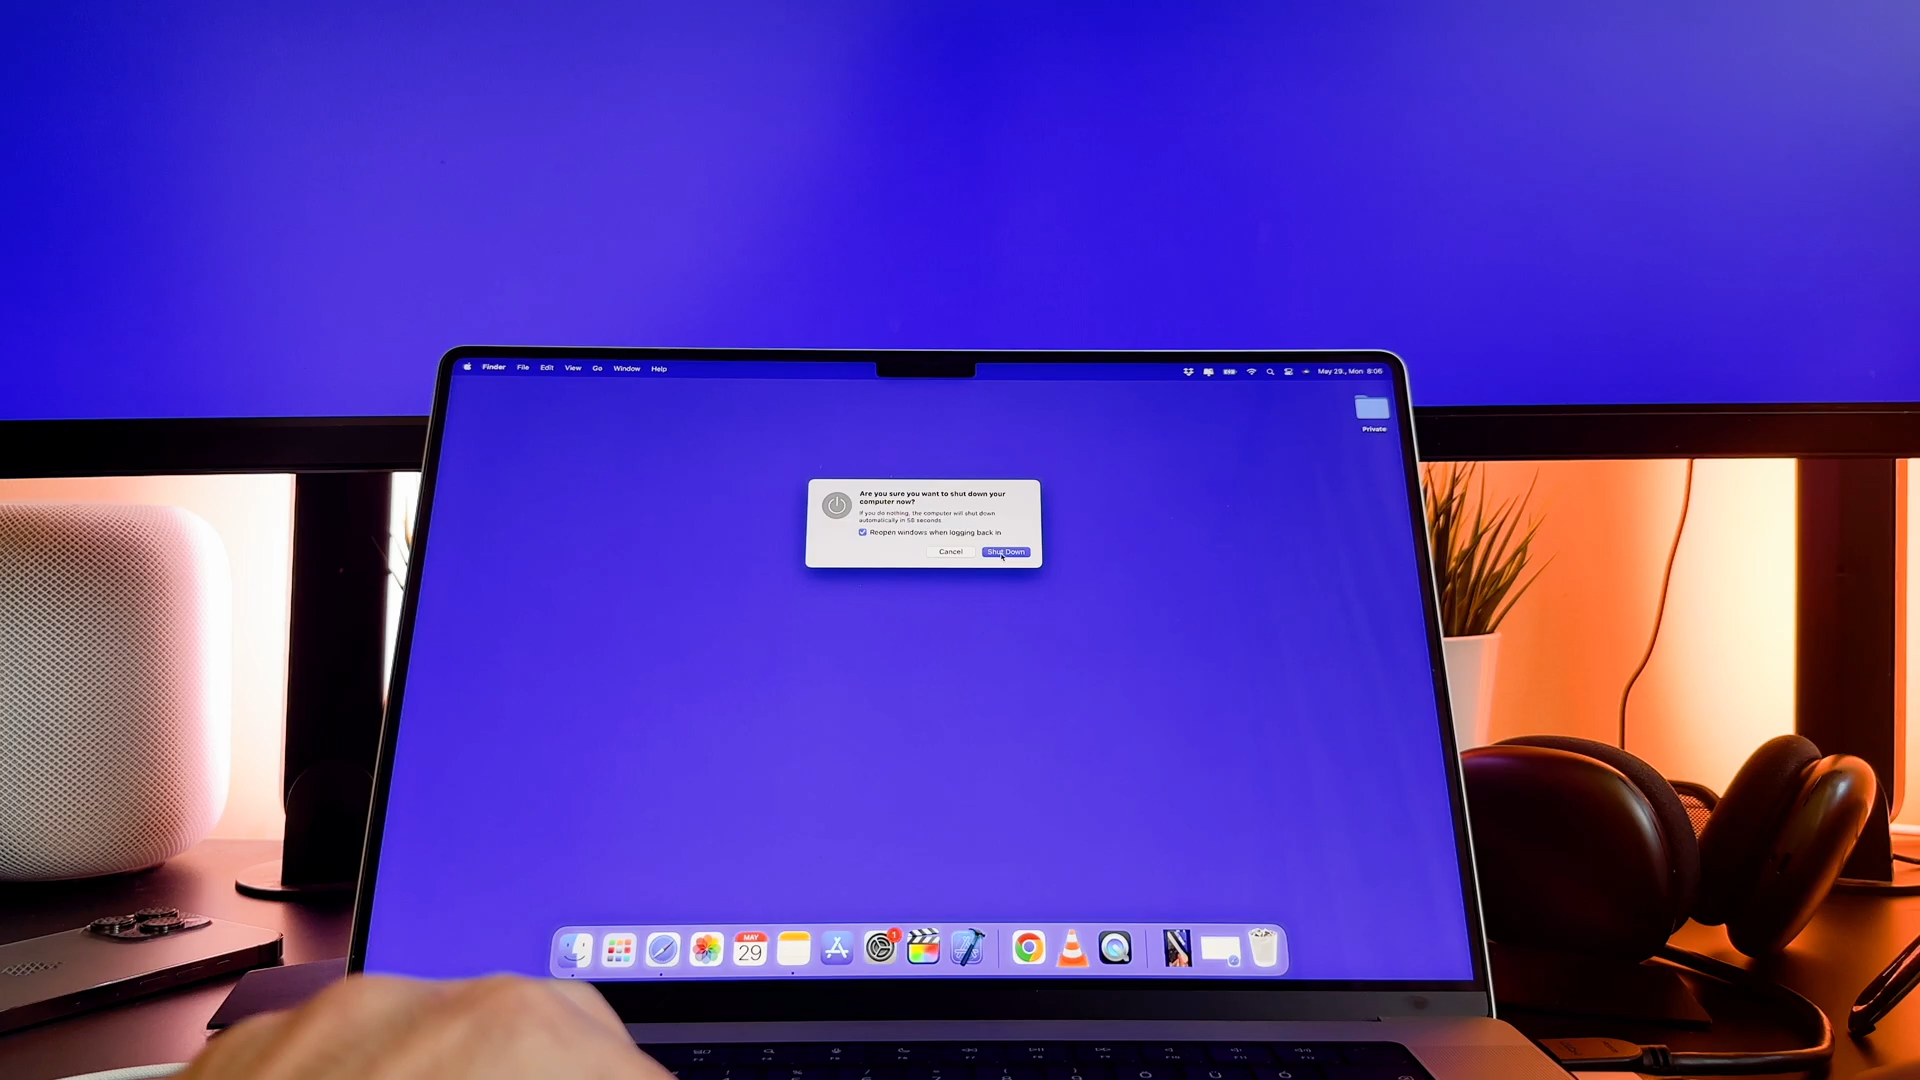 Finder File Edit View Go Window Help
May 29., Mon 8:06
Private
Are you sure you want to shut down your
computer now?
If you do nothing, the computer will shut down
automatically in 58 seconds.
Reopen windows when logging back in
Cancel
Shut Down
MAY
29
1